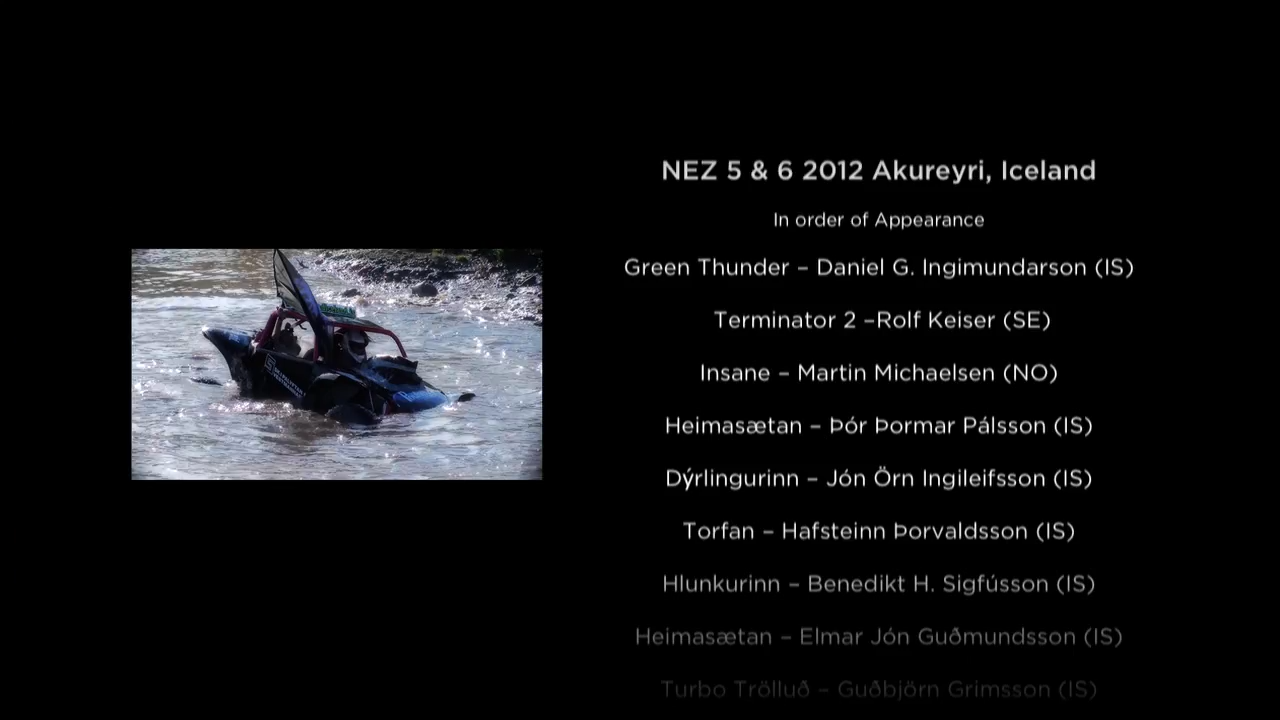 NEZ 5 & 6 2012 Akureyri, Iceland
In order of Appearance
Green Thunder – Daniel G. Ingimundarson (IS)
Terminator 2 –Rolf Keiser (SE)
Insane – Martin Michaelsen (NO)
Heimasætan – Þór Þormar Pálsson (IS)
Dýrlingurinn – Jón Örn Ingileifsson (IS)
Torfan – Hafsteinn Þorvaldsson (IS)
Hlunkurinn – Benedikt H. Sigfússon (IS)
Heimasætan – Elmar Jón Guðmundsson (IS)
Turbo Trölluð – Guðbjörn Grimsson (IS)